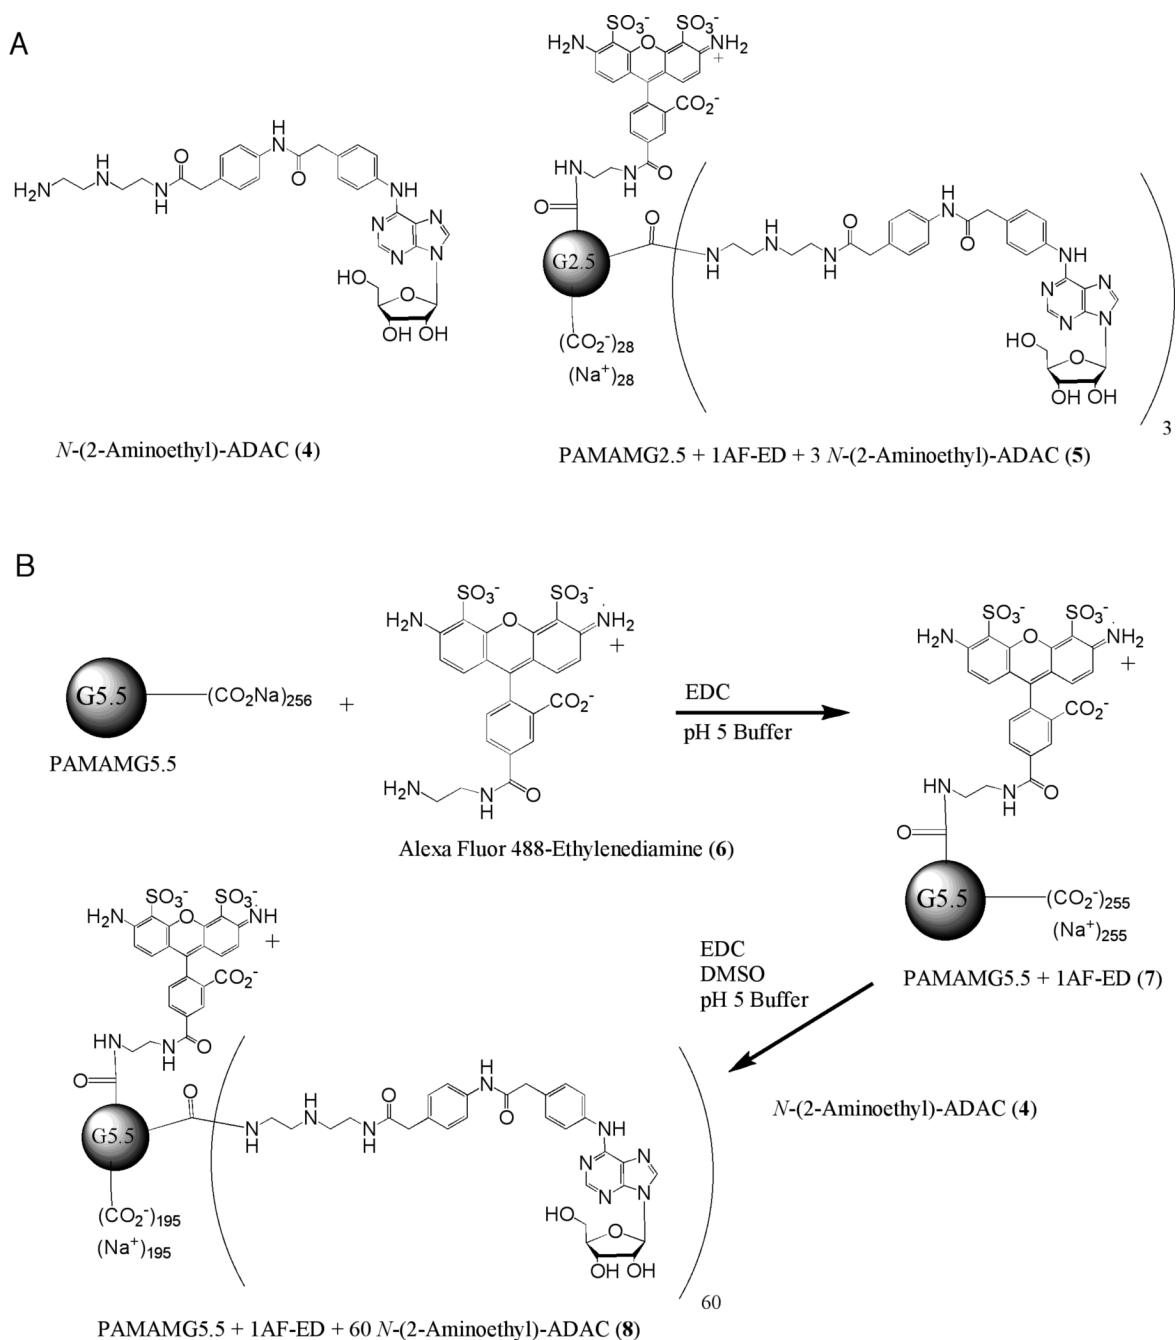 A
H₂N
H
N
N
H
O
H
N
O
NH
N
N
N
N
HO
O
OH OH
N-(2-Aminoethyl)-ADAC (4)
SO₃⁻ SO₃⁻
H₂N O NH₂
+
CO₂⁻
HN
NH O
O
G2.5
O
N
H
H
N
N
H
O
H
N
O
NH
N
N
N
N
HO
O
OH OH
(CO₂⁻)₂₈
(Na⁺)₂₈
3
PAMAMG2.5 + 1AF-ED + 3 N-(2-Aminoethyl)-ADAC (5)
B
G5.5
(CO₂Na)₂₅₆
PAMAMG5.5
+
SO₃⁻ SO₃⁻
H₂N O NH₂
+
CO₂⁻
H₂N
NH O
Alexa Fluor 488-Ethylenediamine (6)
EDC
pH 5 Buffer
SO₃⁻ SO₃⁻
H₂N O NH₂
+
CO₂⁻
HN
NH O
O
G5.5
(CO₂⁻)₂₅₅
(Na⁺)₂₅₅
PAMAMG5.5 + 1AF-ED (7)
EDC
DMSO
pH 5 Buffer
N-(2-Aminoethyl)-ADAC (4)
SO₃⁻ SO₃⁻
H₂N O NH
+
CO₂⁻
HN
NH O
O
G5.5
O
N
H
H
N
N
H
O
H
N
O
NH
N
N
N
N
HO
O
OH OH
(CO₂⁻)₁₉₅
(Na⁺)₁₉₅
60
PAMAMG5.5 + 1AF-ED + 60 N-(2-Aminoethyl)-ADAC (8)